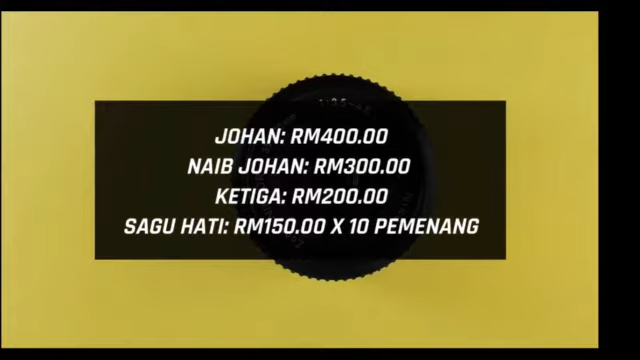 JOHAN: RM400.00
NAIB JOHAN: RM300.00
KETIGA: RM200.00
SAGU HATI: RM150.00 X 10 PEMENANG